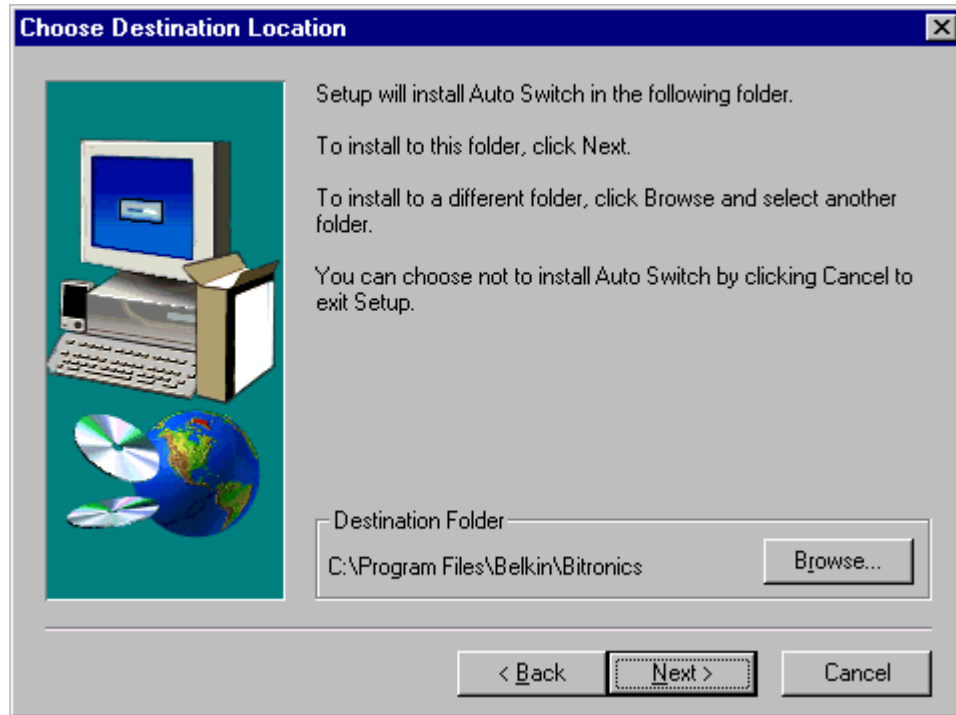 Choose Destination Location
Setup will install Auto Switch in the following folder.
To install to this folder, click Next.
To install to a different folder, click Browse and select another
folder.
You can choose not to install Auto Switch by clicking Cancel to
exit Setup.
Destination Folder
C:\Program Files\Belkin\Bitronics
Browse...
< Back
Next >
Cancel